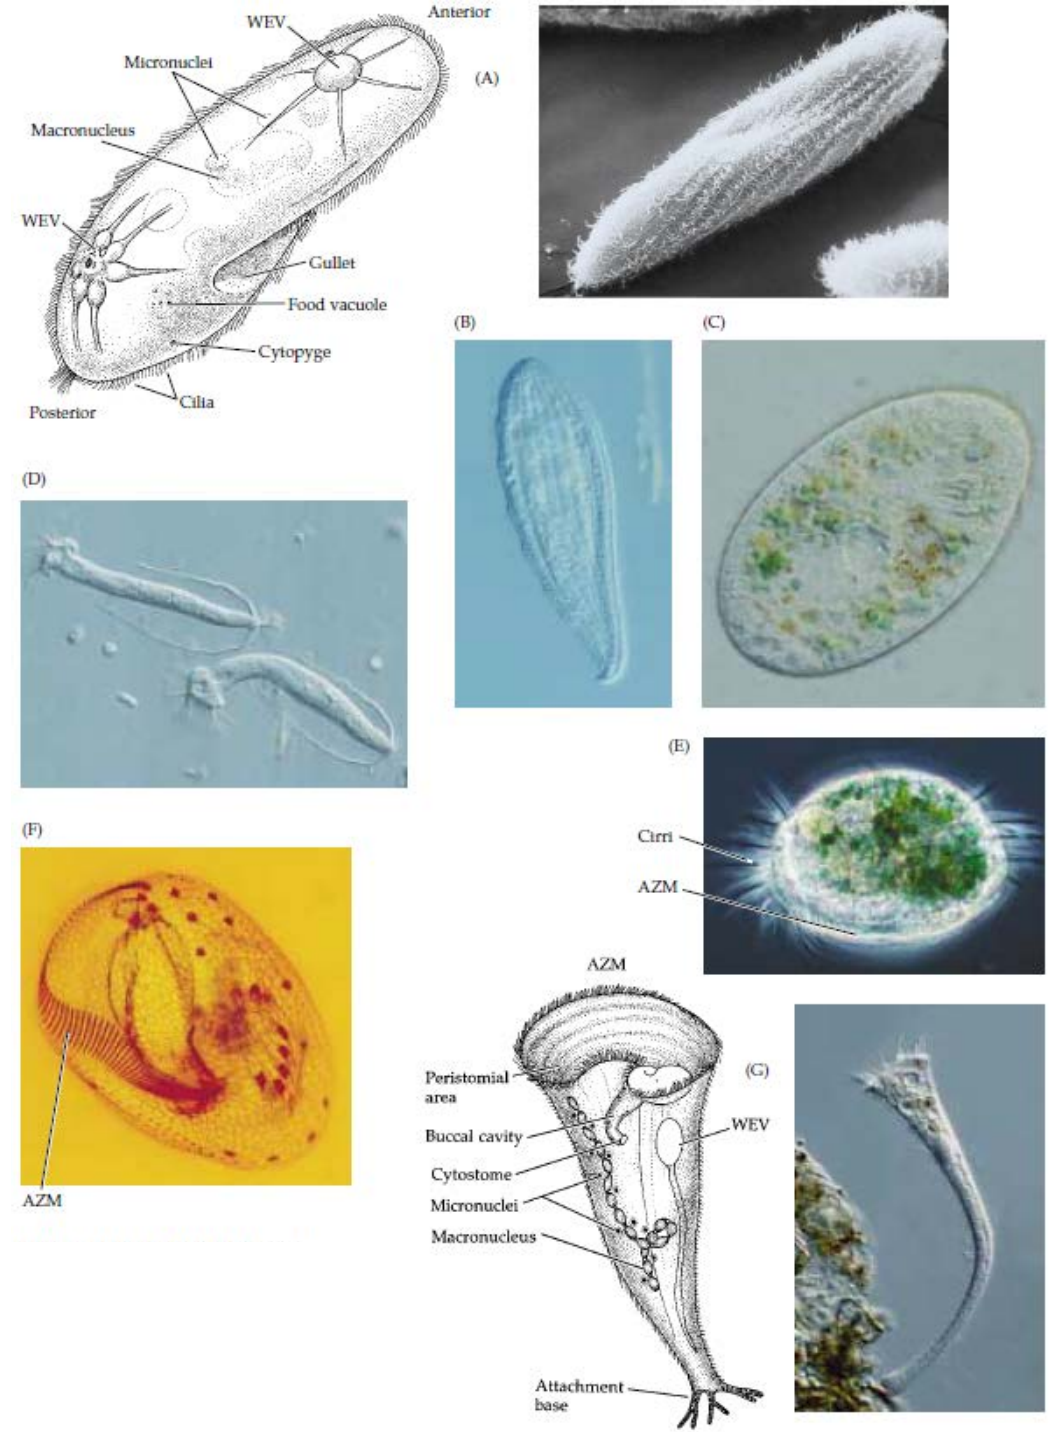 Anterior
WEV
Micronuclei
(A)
Macronucleus
WEV
Gullet
Food vacuole
Cytopyge
Cilia
Posterior
(B)
(C)
(D)
(E)
Cirri
AZM
(F)
AZM
AZM
(G)
Peristomial
area
WEV
Buccal cavity
Cytostome
Micronuclei
Macronucleus
Attachment
base